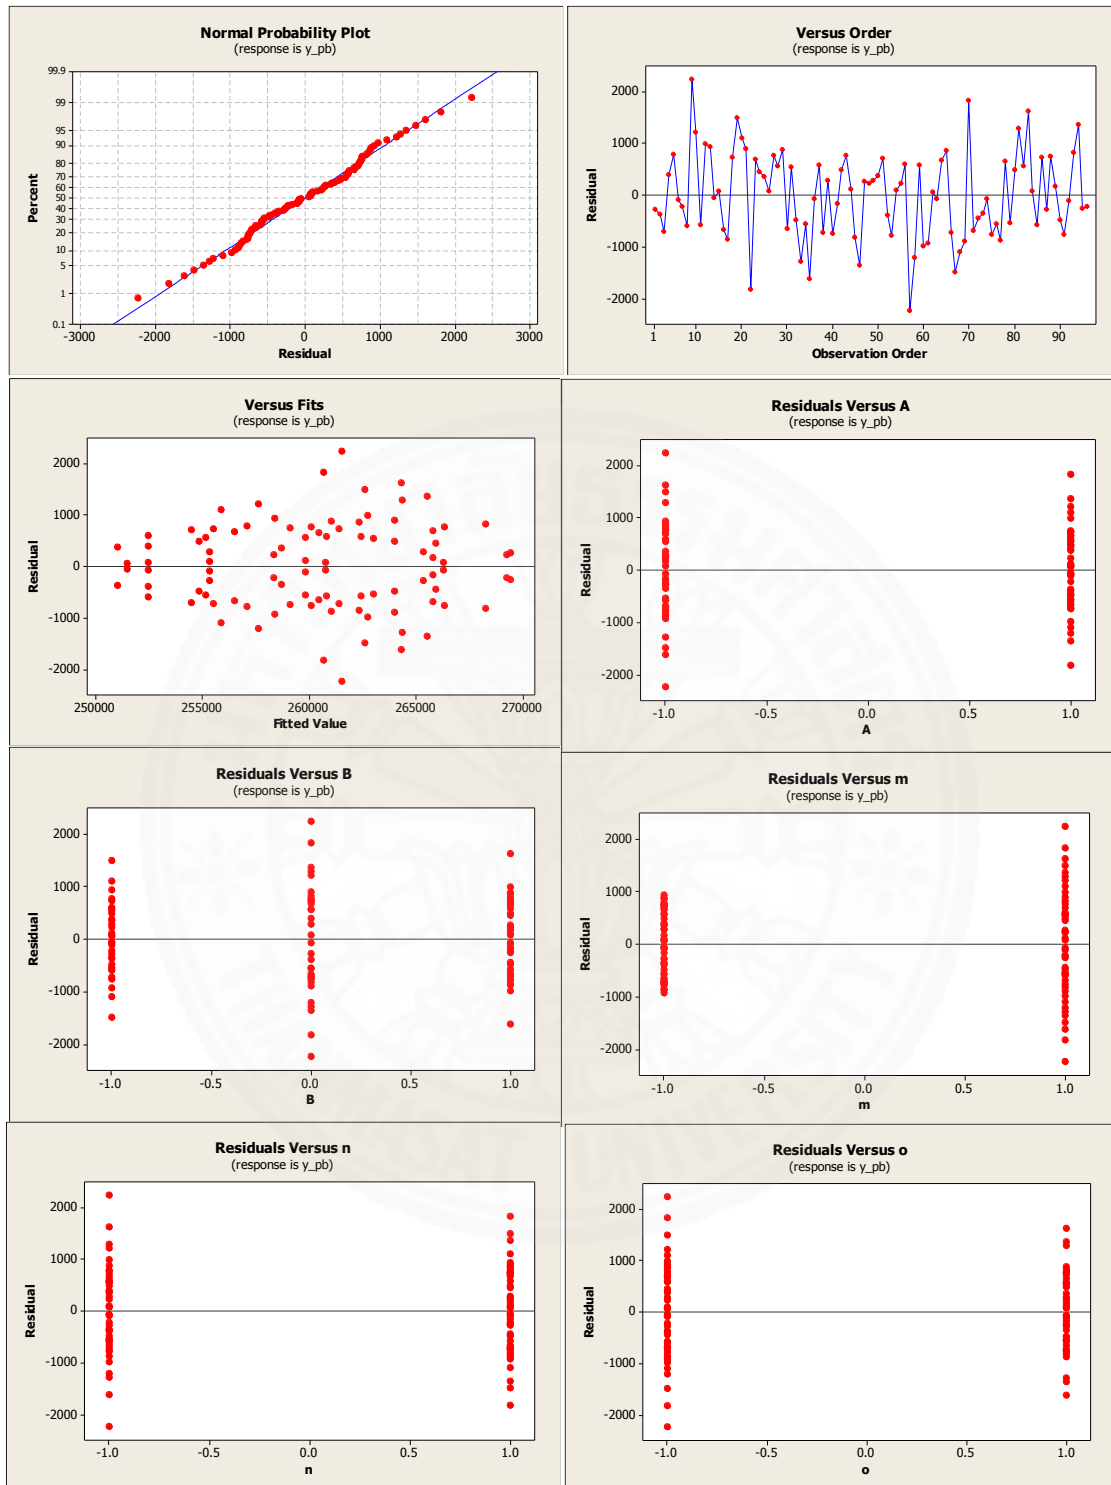 Normal Probability Plot
(response is y_pb)
99.9
99
95
90
80
70
60
50
40
30
20
10
5
1
0.1
Percent
-3000 -2000 -1000 0 1000 2000 3000
Residual
Versus Order
(response is y_pb)
2000
1000
0
-1000
-2000
Residual
1 10 20 30 40 50 60 70 80 90
Observation Order
Versus Fits
(response is y_pb)
2000
1000
0
-1000
-2000
Residual
250000 255000 260000 265000 270000
Fitted Value
Residuals Versus A
(response is y_pb)
2000
1000
0
-1000
-2000
Residual
-1.0 -0.5 0.0 0.5 1.0
A
Residuals Versus B
(response is y_pb)
2000
1000
0
-1000
-2000
Residual
-1.0 -0.5 0.0 0.5 1.0
B
Residuals Versus m
(response is y_pb)
2000
1000
0
-1000
-2000
Residual
-1.0 -0.5 0.0 0.5 1.0
m
Residuals Versus n
(response is y_pb)
2000
1000
0
-1000
-2000
Residual
-1.0 -0.5 0.0 0.5 1.0
n
Residuals Versus o
(response is y_pb)
2000
1000
0
-1000
-2000
Residual
-1.0 -0.5 0.0 0.5 1.0
o
THAMMASAT UNIVERSITY